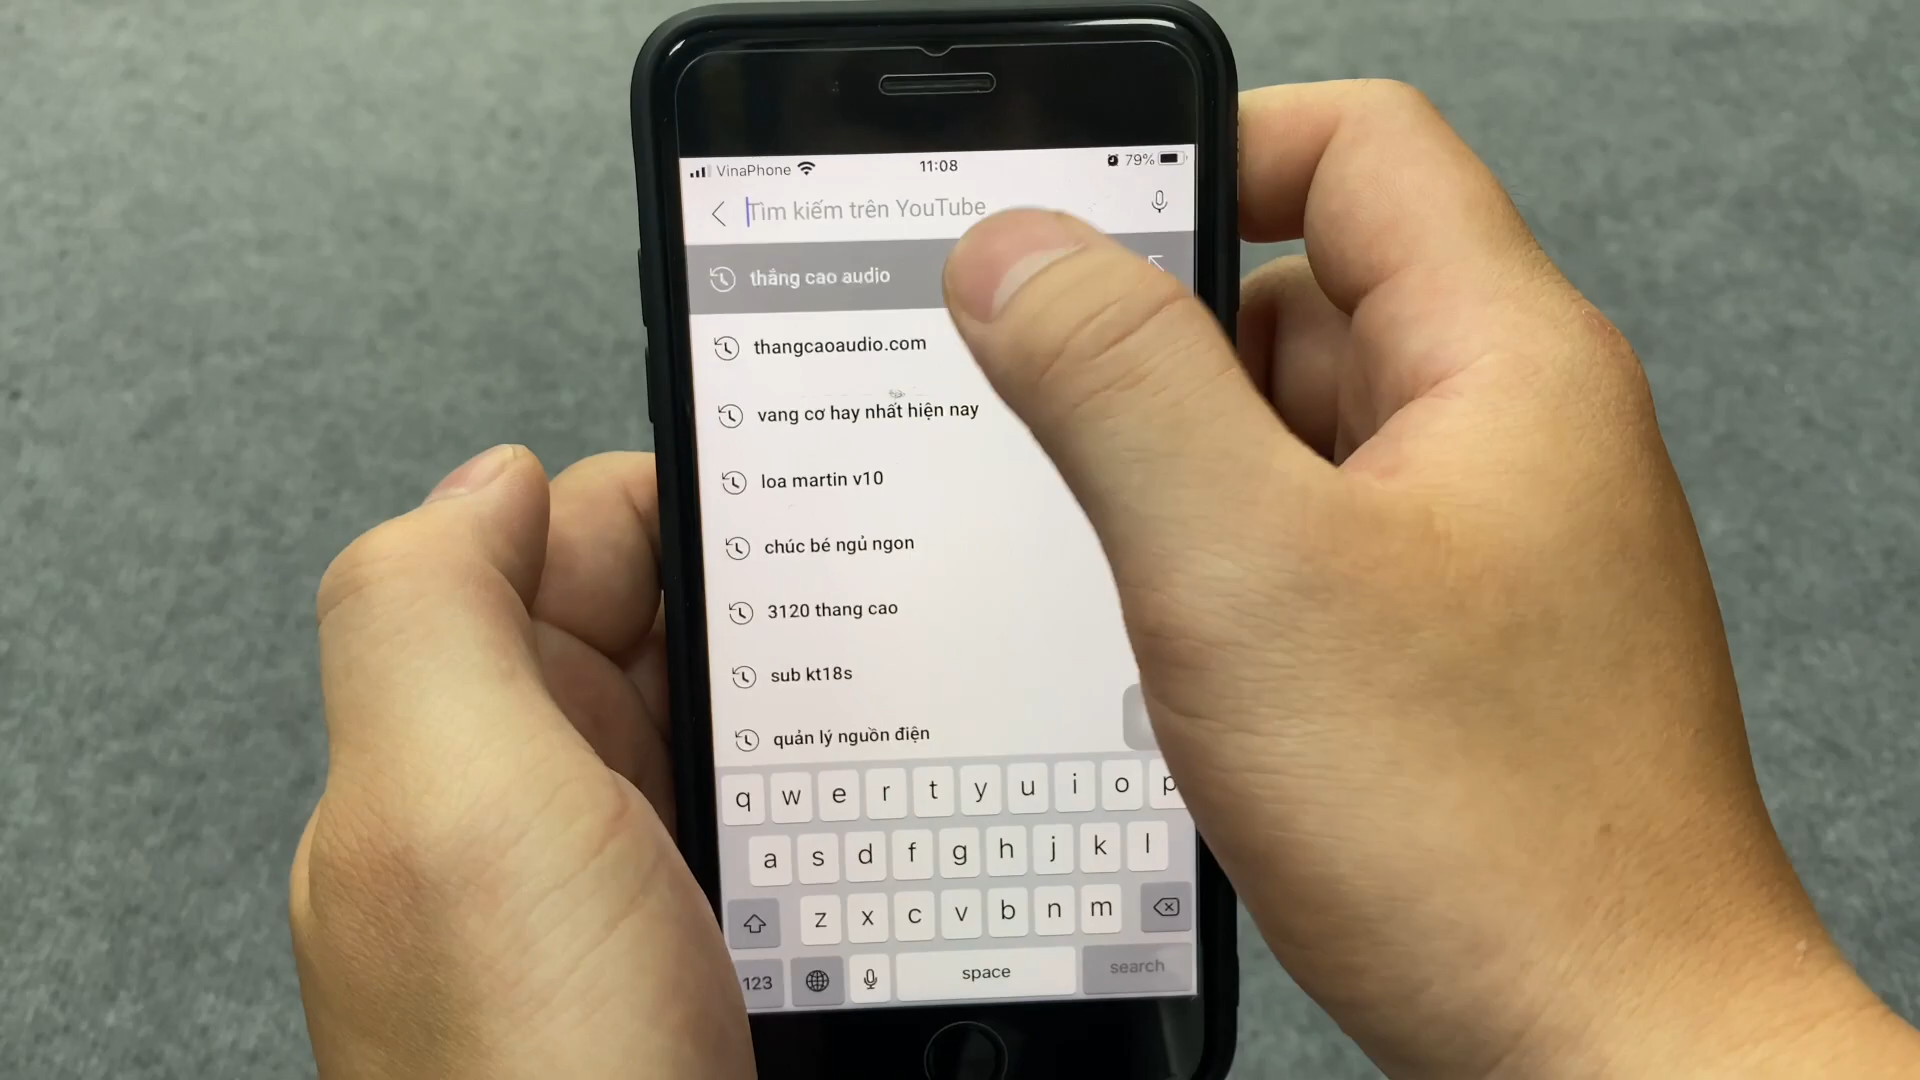 VinaPhone 11:08 79%
Tìm kiếm trên YouTube
thắng cao audio
thangcaoaudio.com
vang cơ hay nhất hiện nay
loa martin v10
chúc bé ngủ ngon
3120 thang cao
sub kt18s
quản lý nguồn điện
q w e r t y u i o p
a s d f g h j k l
z x c v b n m
123 space search